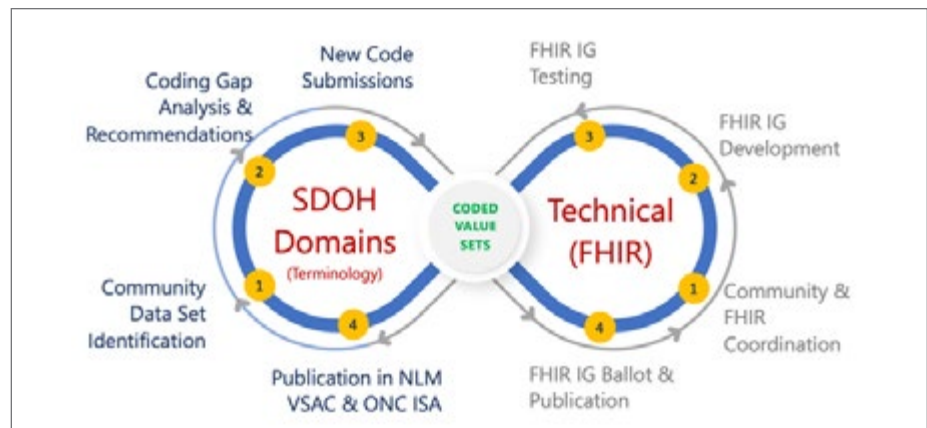 New Code
Submissions
3
Coding Gap
Analysis &
Recommendations
2
SDOH
Domains
(Terminology)
1
Community
Data Set
Identification
4
Publication in NLM
VSAC & ONC ISA
CODED
VALUE
SETS
FHIR IG
Testing
3
FHIR IG
Development
2
Technical
(FHIR)
1
Community &
FHIR
Coordination
4
FHIR IG Ballot &
Publication